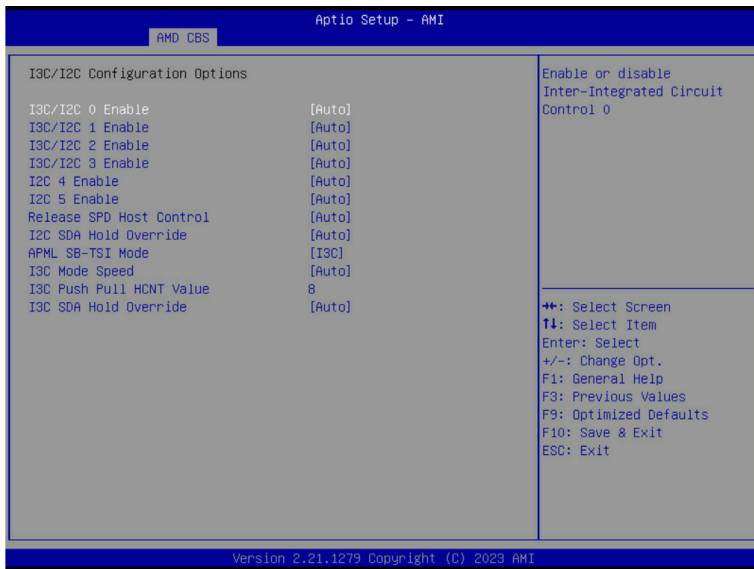 Aptio Setup - AMI
AMD CBS
I3C/I2C Configuration Options
I3C/I2C 0 Enable [Auto]
I3C/I2C 1 Enable [Auto]
I3C/I2C 2 Enable [Auto]
I3C/I2C 3 Enable [Auto]
I2C 4 Enable [Auto]
I2C 5 Enable [Auto]
Release SPD Host Control [Auto]
I2C SDA Hold Override [Auto]
APML SB-TSI Mode [I3C]
I3C Mode Speed [Auto]
I3C Push Pull HCNT Value 8
I3C SDA Hold Override [Auto]
Enable or disable
Inter-Integrated Circuit
Control 0
→←: Select Screen
↑↓: Select Item
Enter: Select
+/-: Change Opt.
F1: General Help
F3: Previous Values
F9: Optimized Defaults
F10: Save & Exit
ESC: Exit
Version 2.21.1279 Copyright (C) 2023 AMI